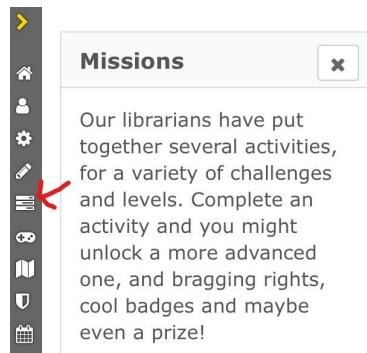 Missions
Our librarians have put
together several activities,
for a variety of challenges
and levels. Complete an
activity and you might
unlock a more advanced
one, and bragging rights,
cool badges and maybe
even a prize!